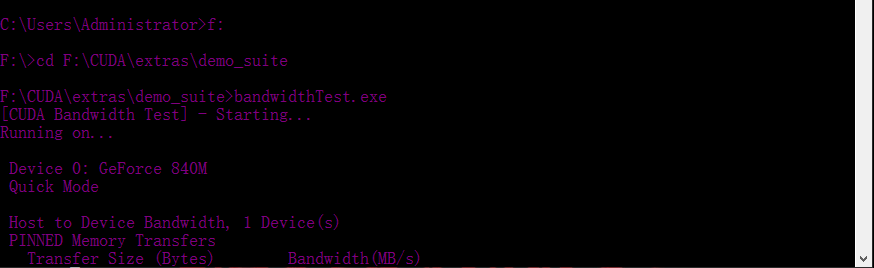 C:\Users\Administrator>f:
F:\>cd F:\CUDA\extras\demo_suite
F:\CUDA\extras\demo_suite>bandwidthTest.exe
[CUDA Bandwidth Test] - Starting...
Running on...
Device 0: GeForce 840M
Quick Mode
Host to Device Bandwidth, 1 Device(s)
PINNED Memory Transfers
Transfer Size (Bytes) Bandwidth(MB/s)